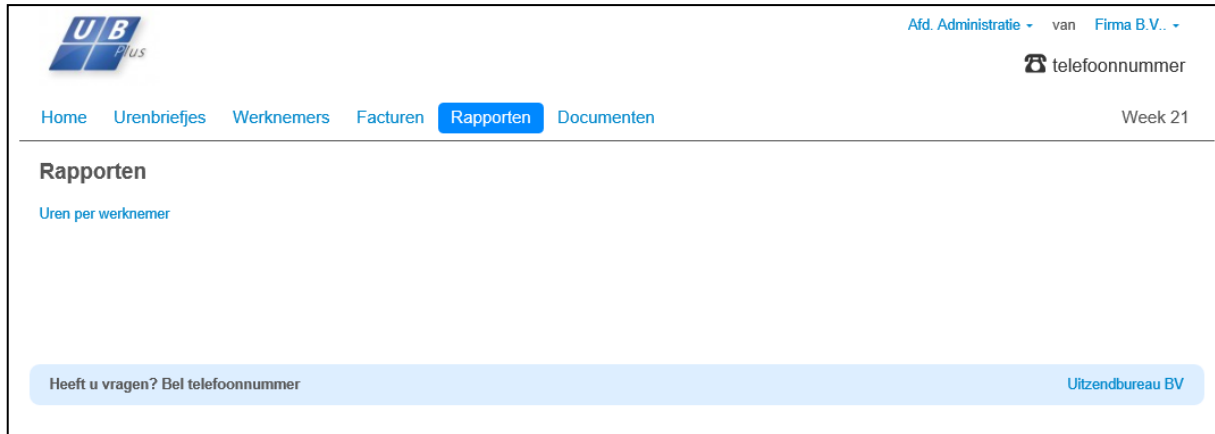 U B
Plus
Afd. Administratie van Firma B.V..
telefoonnummer
Home Urenbriefjes Werknemers Facturen Rapporten Documenten Week 21
Rapporten
Uren per werknemer
Heeft u vragen? Bel telefoonnummer Uitzendbureau BV